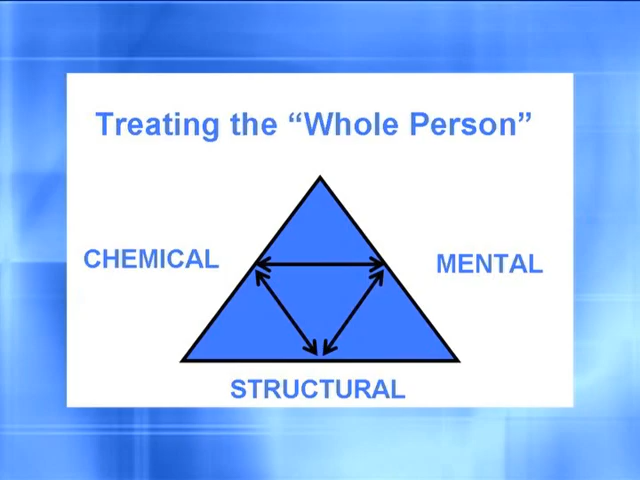 Treating the “Whole Person”
CHEMICAL
MENTAL
STRUCTURAL